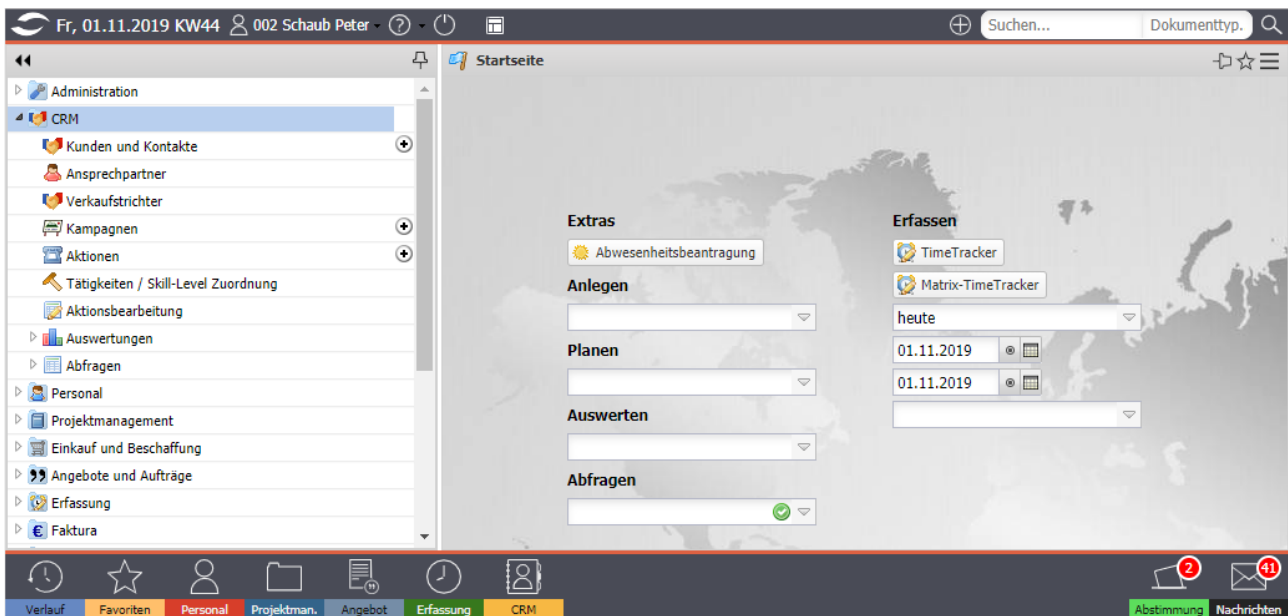 Fr, 01.11.2019 KW44 002 Schaub Peter
Suchen... Dokumenttyp.
Startseite
Administration
CRM
Kunden und Kontakte
Ansprechpartner
Verkaufstrichter
Kampagnen
Aktionen
Tätigkeiten / Skill-Level Zuordnung
Aktionsbearbeitung
Auswertungen
Abfragen
Personal
Projektmanagement
Einkauf und Beschaffung
Angebote und Aufträge
Erfassung
Faktura
Extras
Abwesenheitsbeantragung
Anlegen
Planen
Auswerten
Abfragen
Erfassen
TimeTracker
Matrix-TimeTracker
heute
01.11.2019
01.11.2019
Verlauf Favoriten Personal Projektman. Angebot Erfassung CRM
2 41
Abstimmung Nachrichten